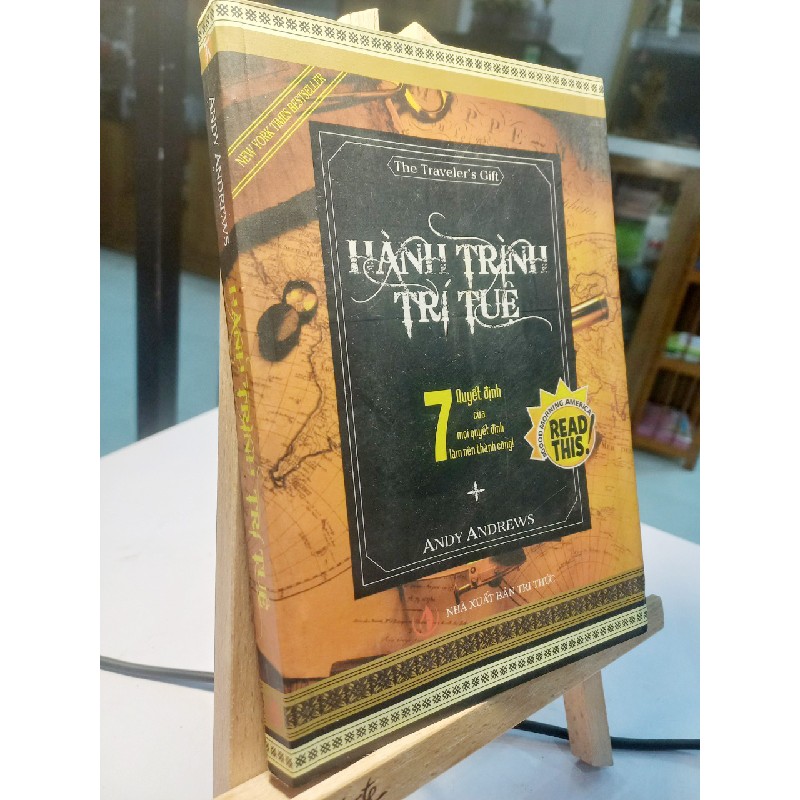 NEW YORK TIMES BESTSELLER
The Traveler's Gift
HÀNH TRÌNH
TRÍ TUỆ
7
Quyết định
của
mọi quyết định
làm nên thành công!
GOOD MORNING AMERICA
READ
THIS!
ANDY ANDREWS
NHÀ XUẤT BẢN TRI THỨC
ANDY ANDREWS
HÀNH TRÌNH TRÍ TUỆ